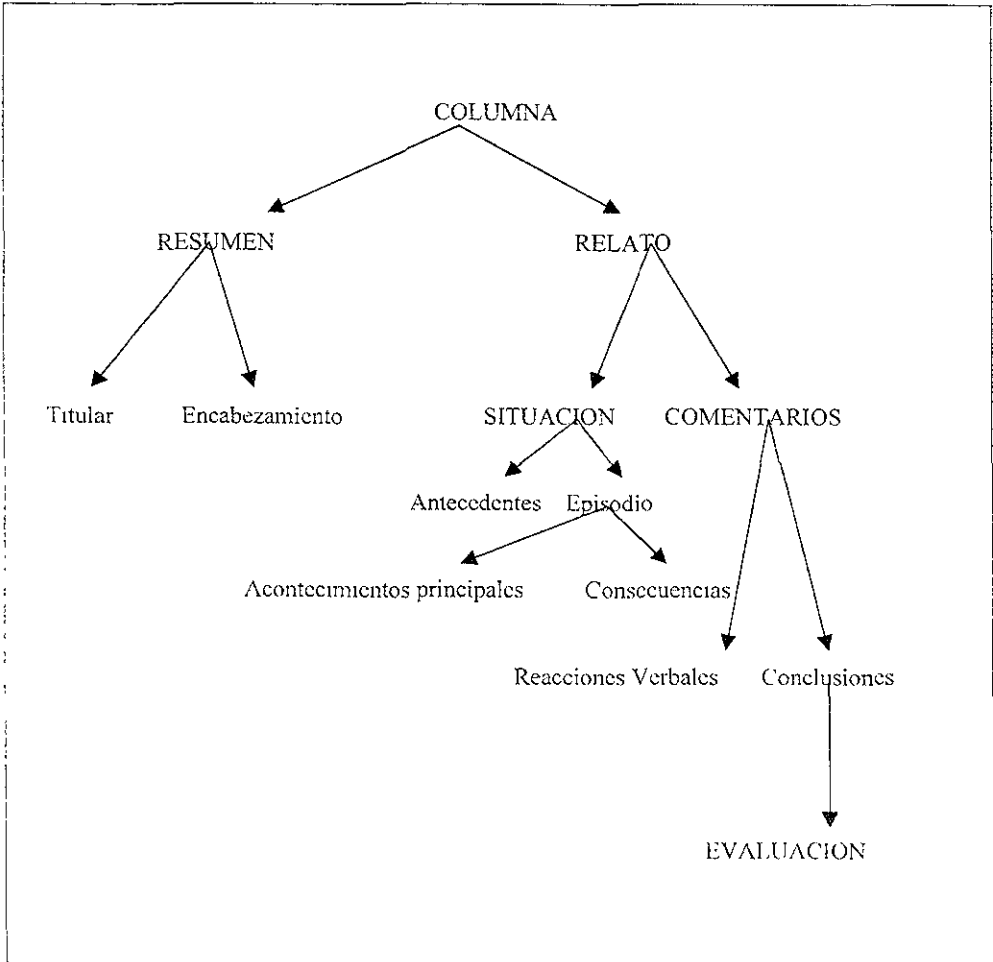 COLUMNA
RESUMEN RELATO
Titular Encabezamiento SITUACION COMENTARIOS
Antecedentes Episodio
Acontecimientos principales Consecuencias
Reacciones Verbales Conclusiones
EVALUACION